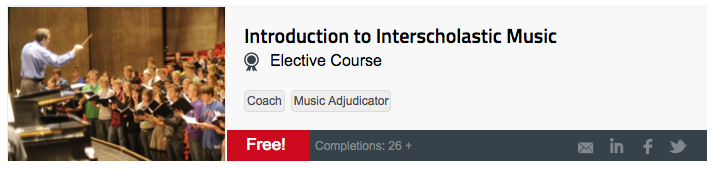 Introduction to Interscholastic Music
Elective Course
Coach Music Adjudicator
Free! Completions: 26 +